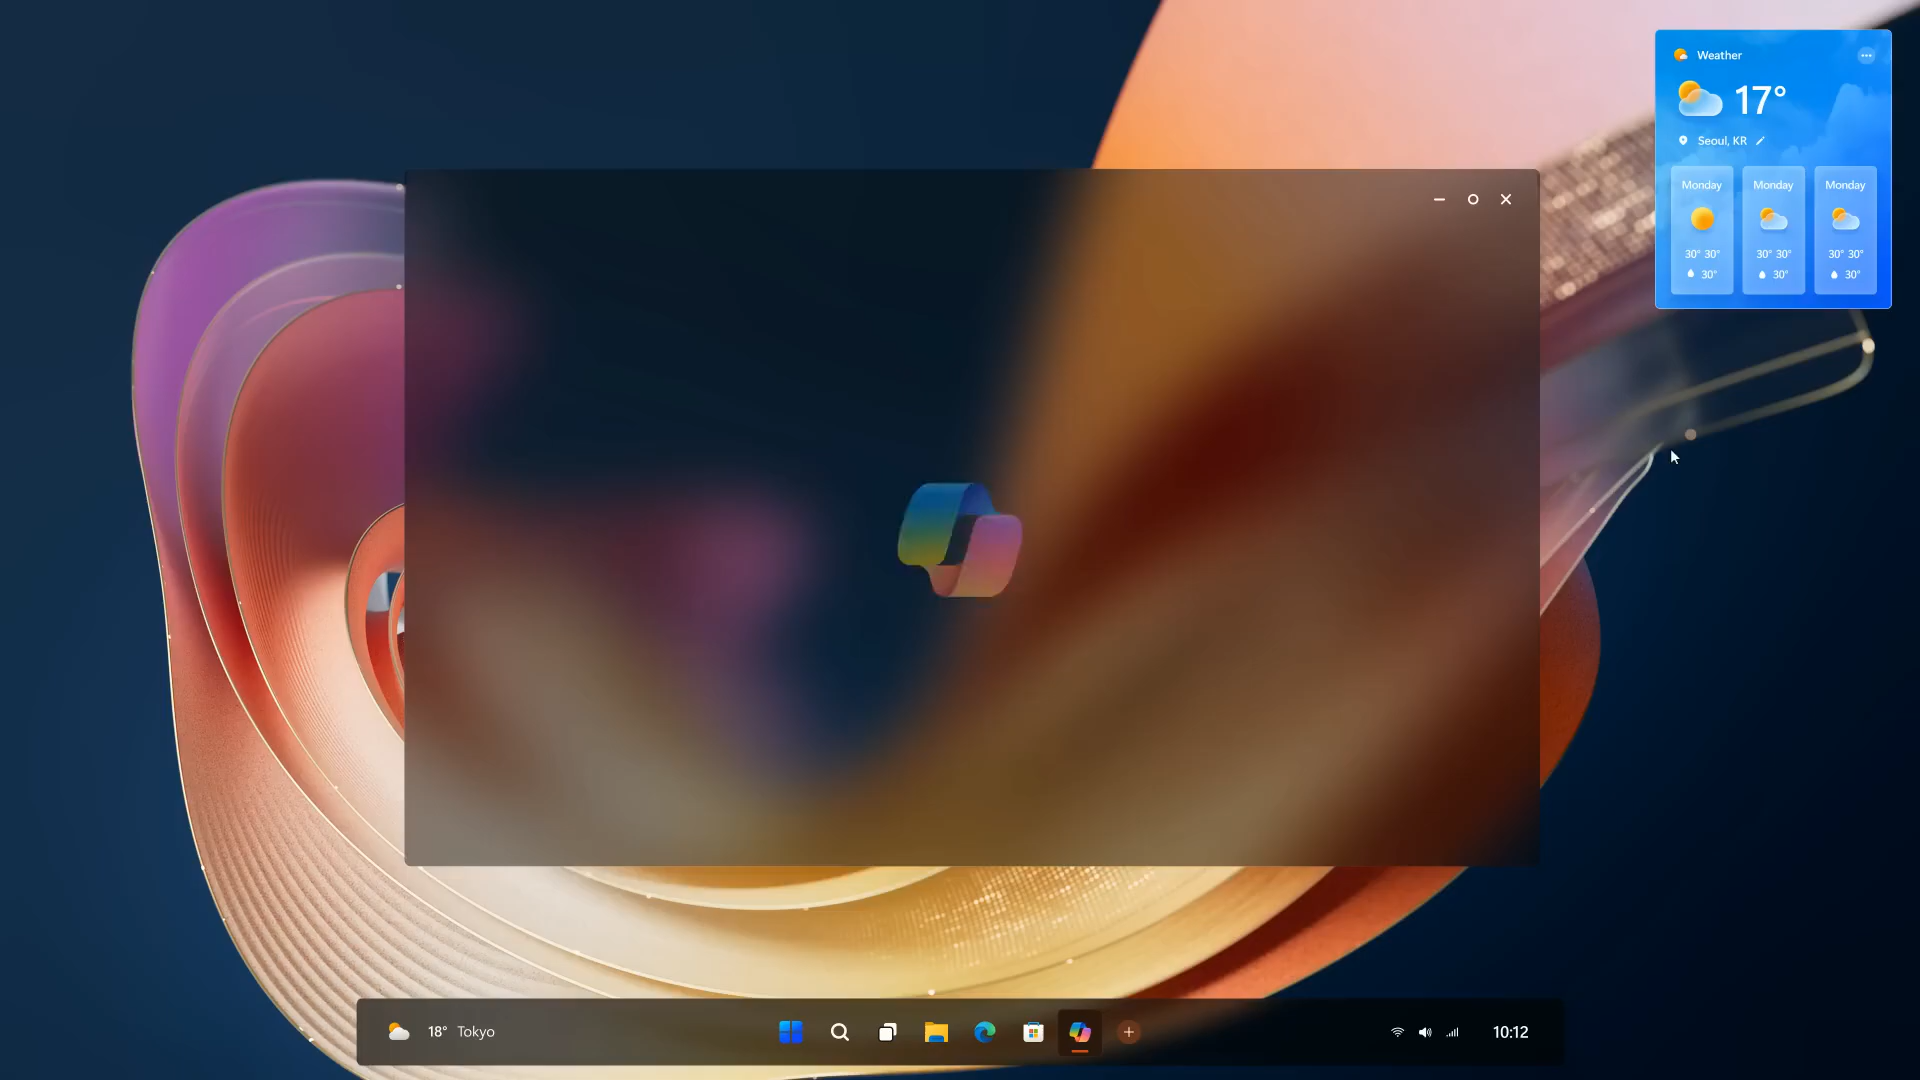 Weather
17°
Seoul, KR
Monday Monday Monday
30° 30° 30° 30° 30° 30°
30° 30° 30°
18° Tokyo
10:12